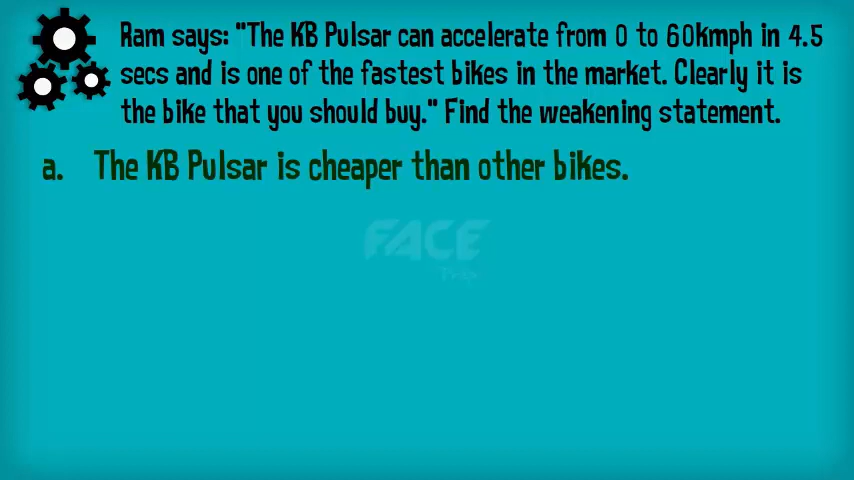 Ram says: "The KB Pulsar can accelerate from 0 to 60kmph in 4.5
secs and is one of the fastest bikes in the market. Clearly it is
the bike that you should buy." Find the weakening statement.
a. The KB Pulsar is cheaper than other bikes.
FACE
Prep